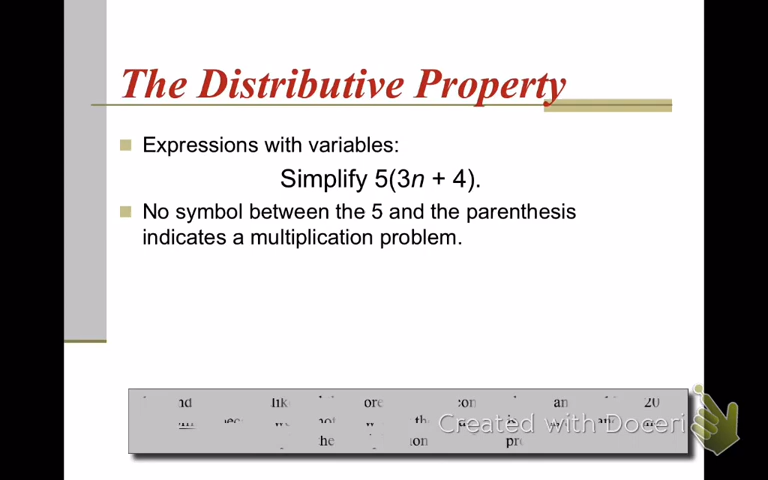 The Distributive Property
Expressions with variables:
Simplify 5(3n + 4).
No symbol between the 5 and the parenthesis
indicates a multiplication problem.
20
Created with Doceri